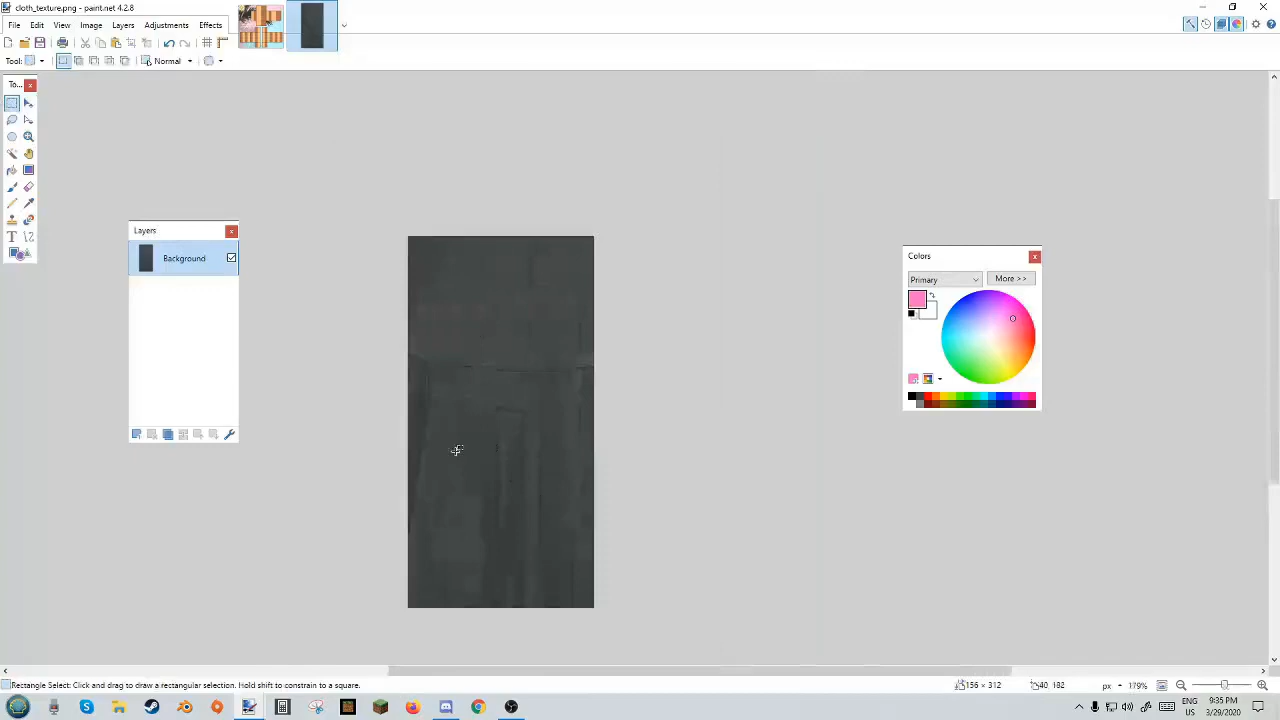 cloth_texture.png - paint.net 4.2.8
File Edit View Image Layers Adjustments Effects
Tool: Normal
To...
Layers
Background
Colors
Primary More >>
Rectangle Select: Click and drag to draw a rectangular selection. Hold shift to constrain to a square.
156 × 312
40, 182
px
179%
ENG
US
9:35 PM
3/29/2020